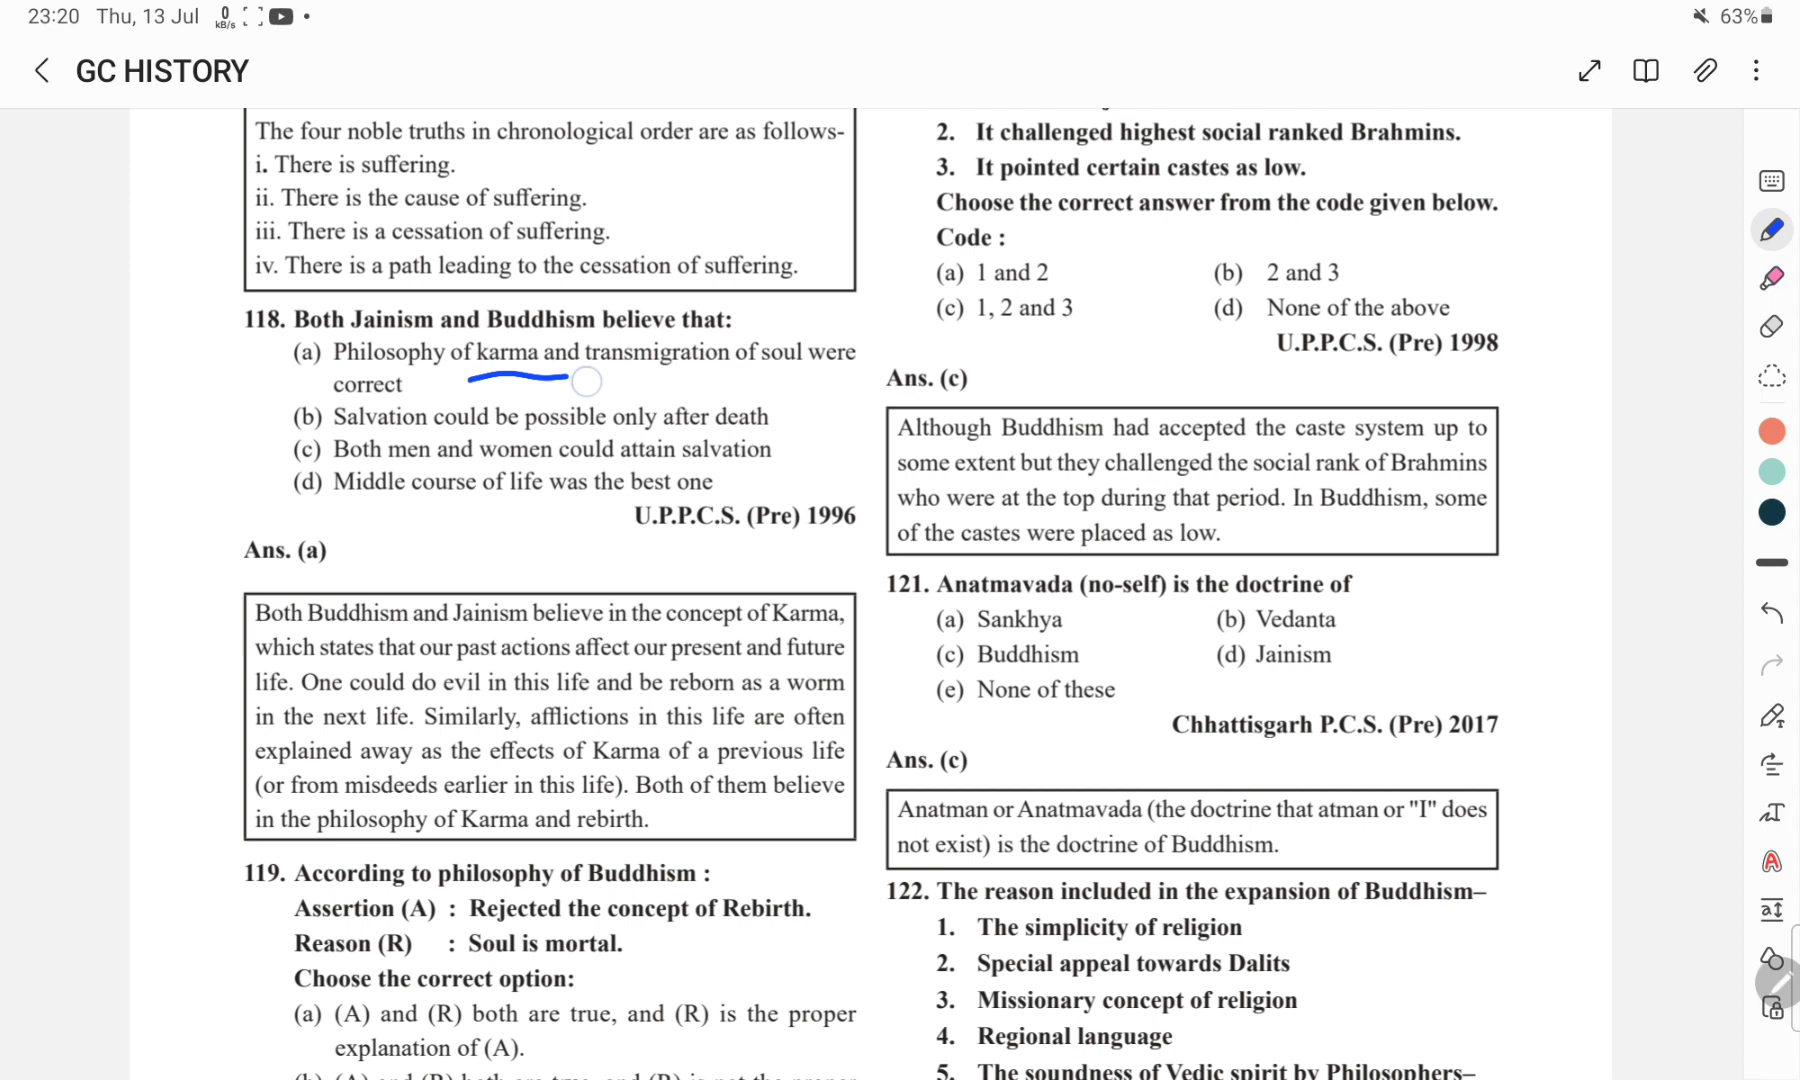 23:20 Thu, 13 Jul 0 kB/s 63%
GC HISTORY
The four noble truths in chronological order are as follows-
i. There is suffering.
ii. There is the cause of suffering.
iii. There is a cessation of suffering.
iv. There is a path leading to the cessation of suffering.
118. Both Jainism and Buddhism believe that:
(a) Philosophy of karma and transmigration of soul were
correct
(b) Salvation could be possible only after death
(c) Both men and women could attain salvation
(d) Middle course of life was the best one
U.P.P.C.S. (Pre) 1996
Ans. (a)
Both Buddhism and Jainism believe in the concept of Karma,
which states that our past actions affect our present and future
life. One could do evil in this life and be reborn as a worm
in the next life. Similarly, afflictions in this life are often
explained away as the effects of Karma of a previous life
(or from misdeeds earlier in this life). Both of them believe
in the philosophy of Karma and rebirth.
119. According to philosophy of Buddhism :
Assertion (A) : Rejected the concept of Rebirth.
Reason (R) : Soul is mortal.
Choose the correct option:
(a) (A) and (R) both are true, and (R) is the proper
explanation of (A).
(b) (A) and (R) both are true, and (R) is not the proper
2. It challenged highest social ranked Brahmins.
3. It pointed certain castes as low.
Choose the correct answer from the code given below.
Code :
(a) 1 and 2 (b) 2 and 3
(c) 1, 2 and 3 (d) None of the above
U.P.P.C.S. (Pre) 1998
Ans. (c)
Although Buddhism had accepted the caste system up to
some extent but they challenged the social rank of Brahmins
who were at the top during that period. In Buddhism, some
of the castes were placed as low.
121. Anatmavada (no-self) is the doctrine of
(a) Sankhya (b) Vedanta
(c) Buddhism (d) Jainism
(e) None of these
Chhattisgarh P.C.S. (Pre) 2017
Ans. (c)
Anatman or Anatmavada (the doctrine that atman or "I" does
not exist) is the doctrine of Buddhism.
122. The reason included in the expansion of Buddhism–
1. The simplicity of religion
2. Special appeal towards Dalits
3. Missionary concept of religion
4. Regional language
5. The soundness of Vedic spirit by Philosophers–